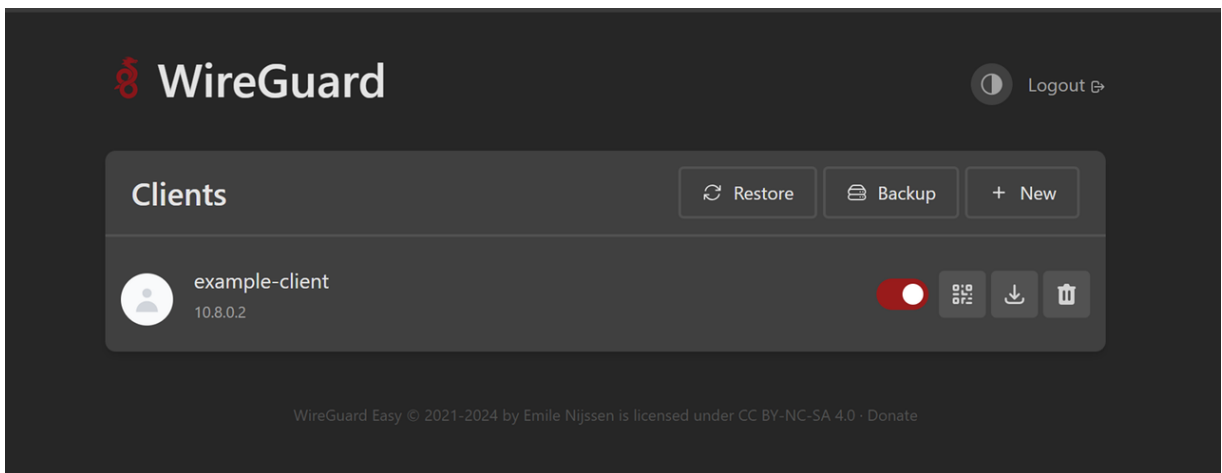 WireGuard
Logout
Clients
Restore
Backup
+ New
example-client
10.8.0.2
WireGuard Easy © 2021-2024 by Emile Nijssen is licensed under CC BY-NC-SA 4.0 · Donate